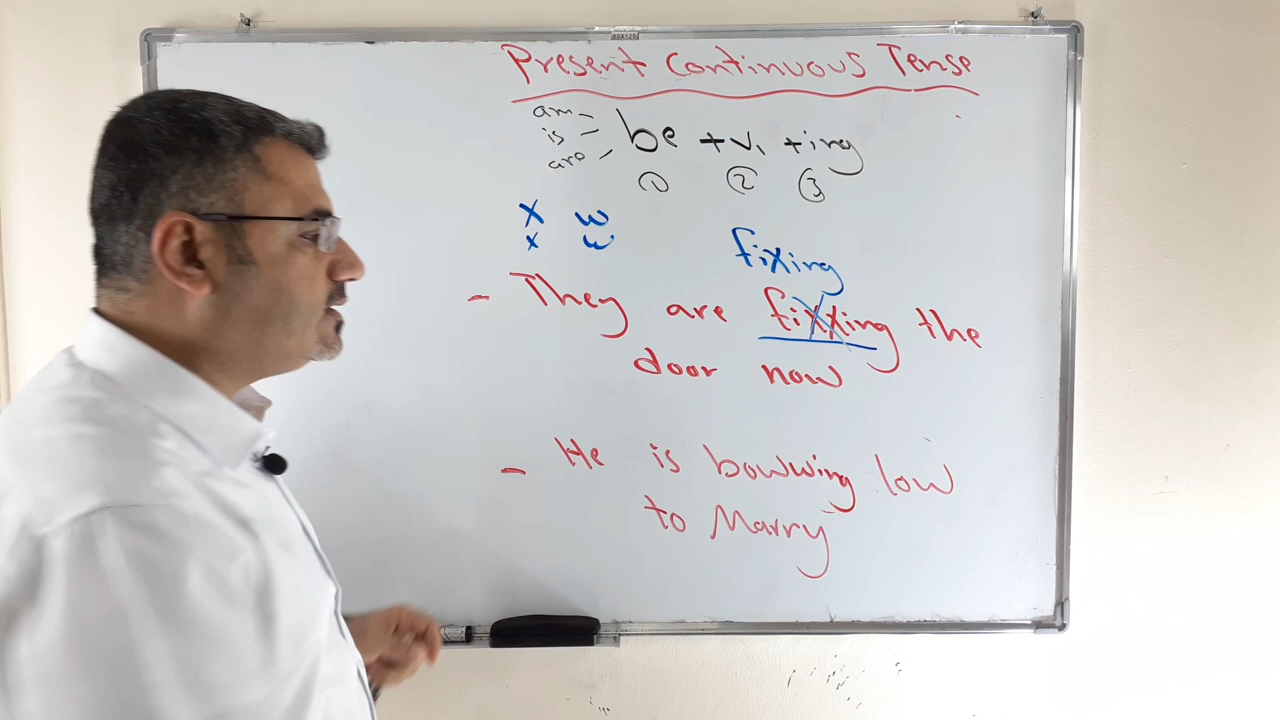 80X120
Present Continuous Tense
am
is
are
be + v1 + ing
① ② ③
X w
x w
fixing
- They are fixxing the
door now
- He is bowwing low
to Marry